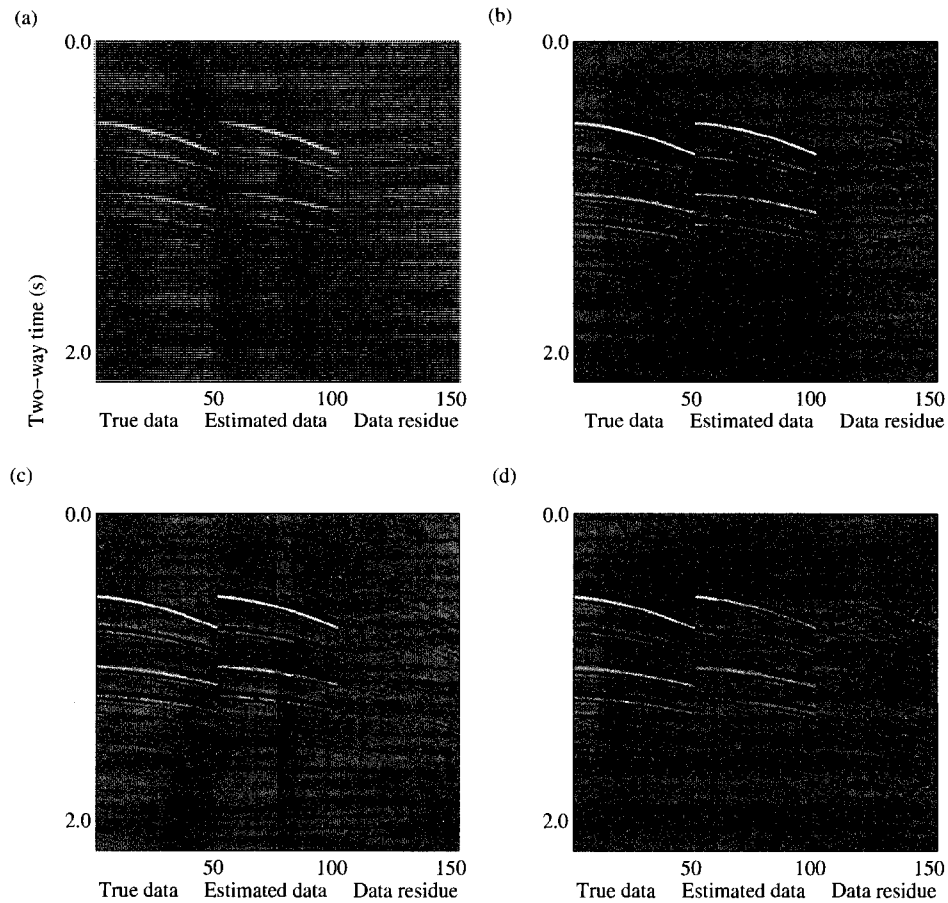 (a)
(b)
0.0
0.0
Two-way time (s)
2.0
2.0
50
100
150
50
100
150
True data
Estimated data
Data residue
True data
Estimated data
Data residue
(c)
(d)
0.0
0.0
2.0
2.0
50
100
150
50
100
150
True data
Estimated data
Data residue
True data
Estimated data
Data residue